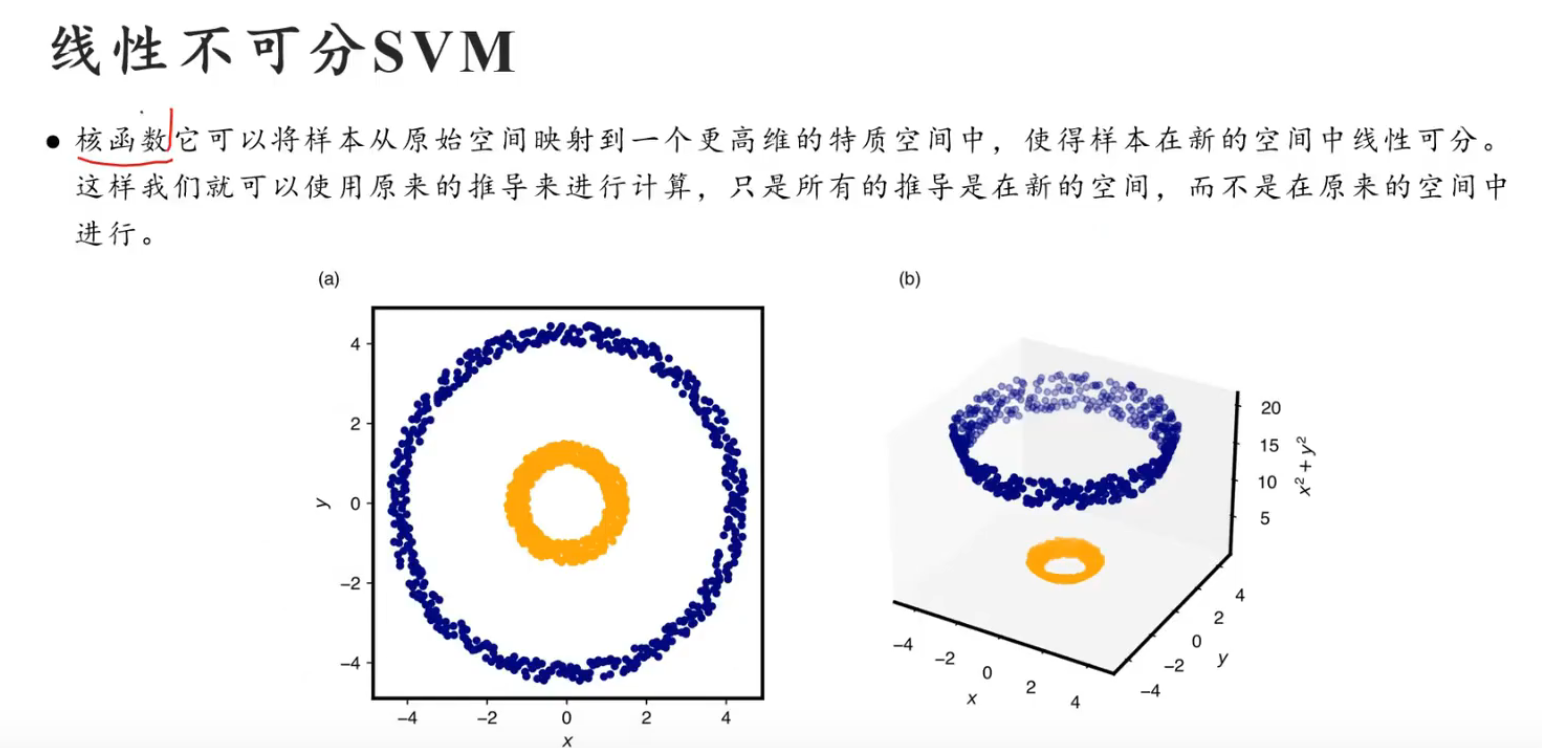 线性不可分SVM
● 核函数它可以将样本从原始空间映射到一个更高维的特质空间中，使得样本在新的空间中线性可分。
这样我们就可以使用原来的推导来进行计算，只是所有的推导是在新的空间，而不是在原来的空间中
进行。
(a)
(b)
4
2
0
−2
−4
y
−4 −2 0 2 4
x
20
15
10
5
x² + y²
−4 −2 0 2 4
x
4
2
0
−2
−4
y